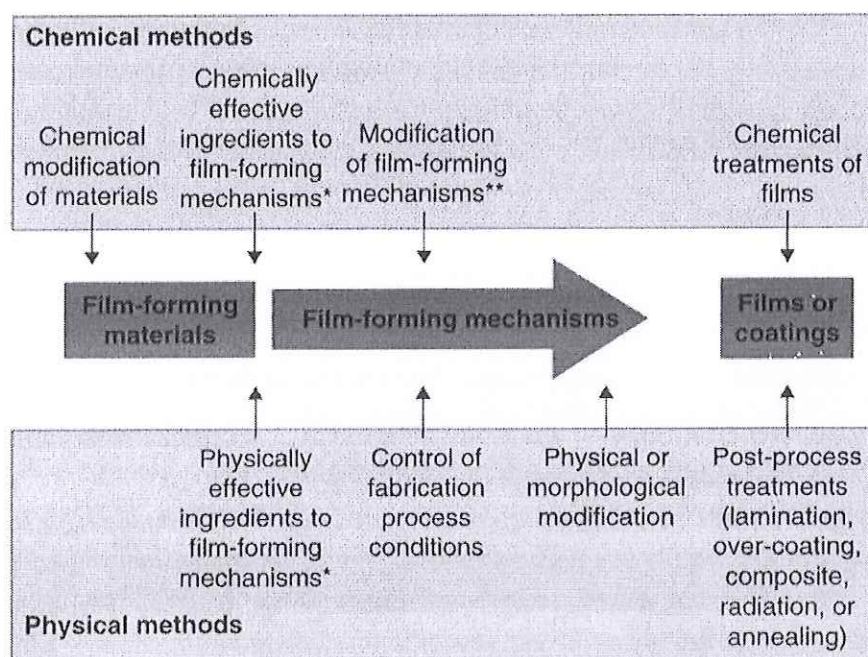 Chemical methods
Chemical
modification
of materials
Chemically
effective
ingredients to
film-forming
mechanisms*
Modification
of film-forming
mechanisms**
Chemical
treatments of
films
Film-forming
materials
Film-forming mechanisms
Films or
coatings
Physically
effective
ingredients to
film-forming
mechanisms*
Control of
fabrication
process
conditions
Physical or
morphological
modification
Post-process
treatments
(lamination,
over-coating,
composite,
radiation, or
annealing)
Physical methods